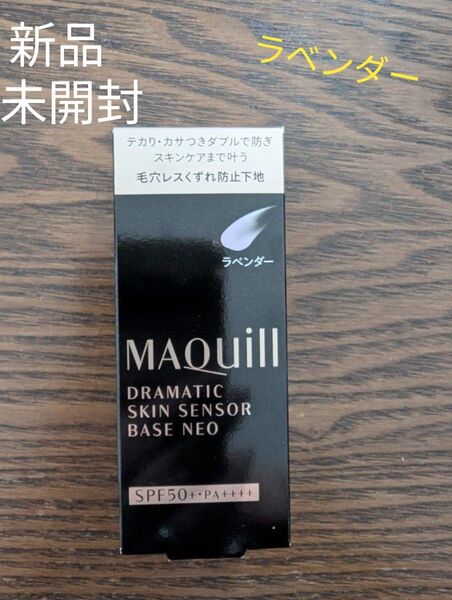 新品
未開封
ラベンダー
テカリ・カサつきダブルで防ぎ
スキンケアまで叶う
毛穴レスくずれ防止下地
ラベンダー
MAQuill
DRAMATIC
SKIN SENSOR
BASE NEO
SPF50+・PA++++